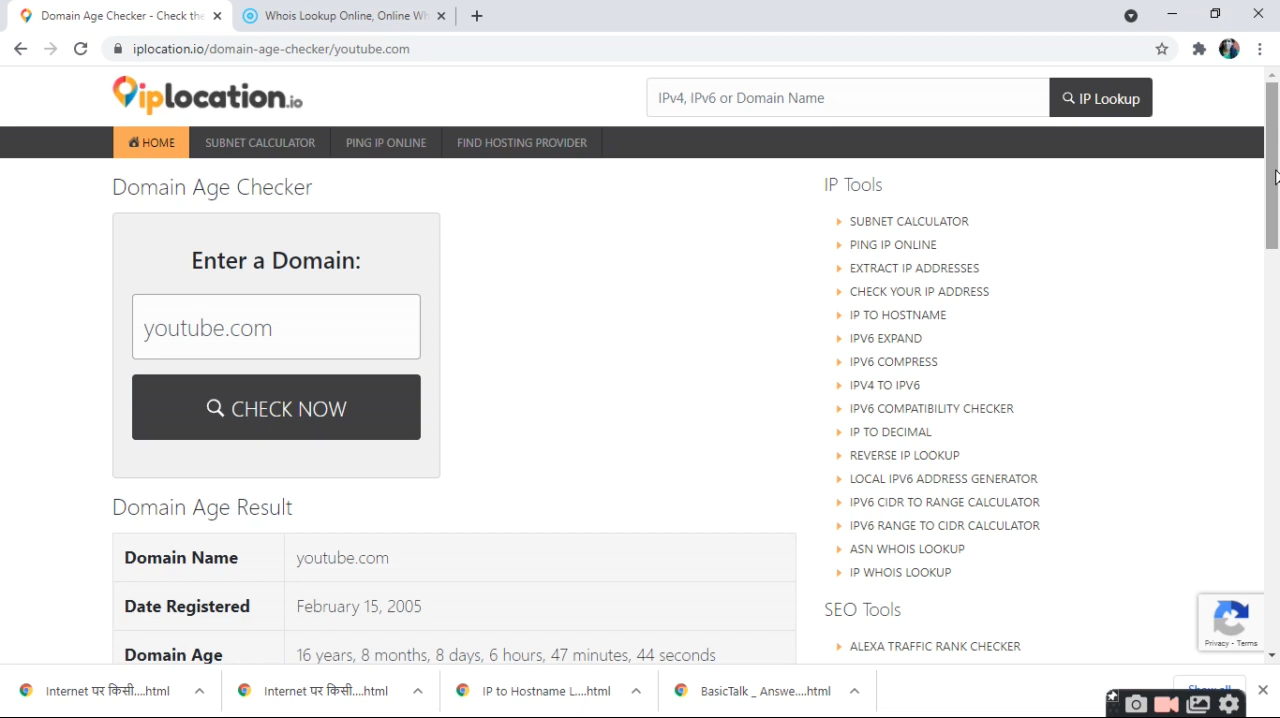 Domain Age Checker - Check the
Whois Lookup Online, Online Wh
iplocation.io/domain-age-checker/youtube.com
iplocation.io
IPv4, IPv6 or Domain Name
IP Lookup
HOME
SUBNET CALCULATOR
PING IP ONLINE
FIND HOSTING PROVIDER
Domain Age Checker
Enter a Domain:
youtube.com
CHECK NOW
Domain Age Result
Domain Name youtube.com
Date Registered February 15, 2005
Domain Age 16 years, 8 months, 8 days, 6 hours, 47 minutes, 44 seconds
IP Tools
SUBNET CALCULATOR
PING IP ONLINE
EXTRACT IP ADDRESSES
CHECK YOUR IP ADDRESS
IP TO HOSTNAME
IPV6 EXPAND
IPV6 COMPRESS
IPV4 TO IPV6
IPV6 COMPATIBILITY CHECKER
IP TO DECIMAL
REVERSE IP LOOKUP
LOCAL IPV6 ADDRESS GENERATOR
IPV6 CIDR TO RANGE CALCULATOR
IPV6 RANGE TO CIDR CALCULATOR
ASN WHOIS LOOKUP
IP WHOIS LOOKUP
SEO Tools
ALEXA TRAFFIC RANK CHECKER
Privacy - Terms
Internet पर किसी....html
Internet पर किसी....html
IP to Hostname L....html
BasicTalk _ Answe....html
Show all